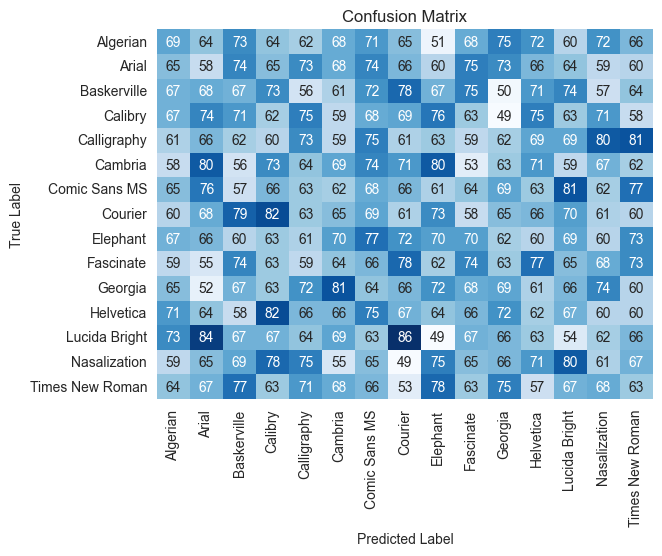 Confusion Matrix
Algerian 69 64 73 64 62 68 71 65 51 68 75 72 60 72 66
Arial 65 58 74 65 73 68 74 66 60 75 73 66 64 59 60
Baskerville 67 68 67 73 56 61 72 78 67 75 50 71 74 57 64
Calibry 67 74 71 62 75 59 68 69 76 63 49 75 63 71 58
Calligraphy 61 66 62 60 73 59 75 61 63 59 62 69 69 80 81
Cambria 58 80 56 73 64 69 74 71 80 53 63 71 59 67 62
Comic Sans MS 65 76 57 66 63 62 68 66 61 64 69 63 81 62 77
Courier 60 68 79 82 63 65 69 61 73 58 65 66 70 61 60
Elephant 67 66 60 63 61 70 77 72 70 70 62 60 69 60 73
Fascinate 59 55 74 63 59 64 66 78 62 74 63 77 65 68 73
Georgia 65 52 67 63 72 81 64 66 72 68 69 61 66 74 60
Helvetica 71 64 58 82 66 66 75 67 64 66 72 62 67 60 60
Lucida Bright 73 84 67 67 64 69 63 86 49 67 66 63 54 62 66
Nasalization 59 65 69 78 75 55 65 49 75 65 66 71 80 61 67
Times New Roman 64 67 77 63 71 68 66 53 78 63 75 57 67 68 63
True Label
Algerian
Arial
Baskerville
Calibry
Calligraphy
Cambria
Comic Sans MS
Courier
Elephant
Fascinate
Georgia
Helvetica
Lucida Bright
Nasalization
Times New Roman
Predicted Label